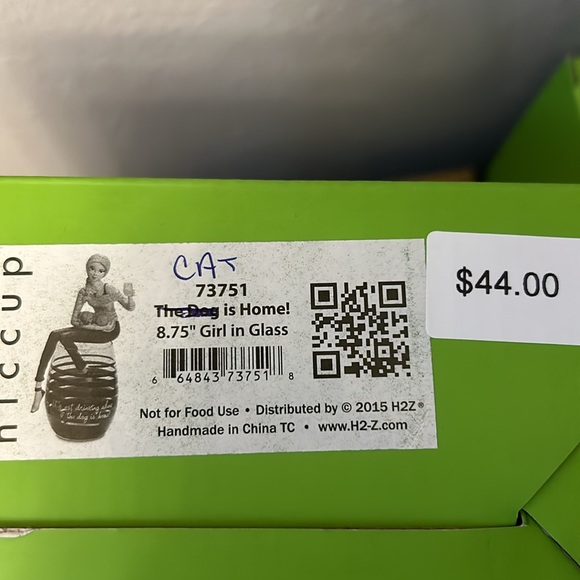 hiccup
CAT
73751
The Dog is Home!
8.75" Girl in Glass
6 64843 73751 8
Not for Food Use • Distributed by © 2015 H2Z®
Handmade in China TC • www.H2-Z.com
$44.00